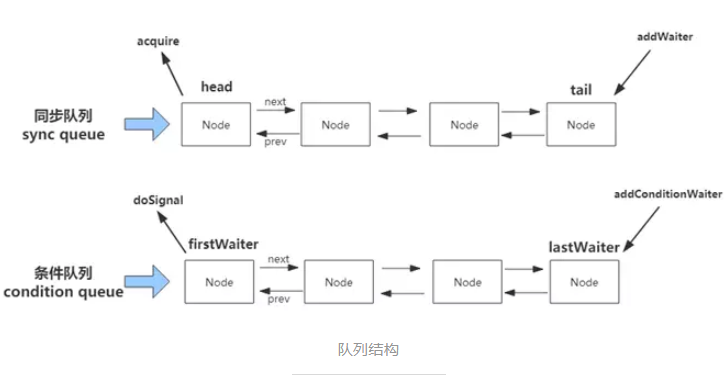 acquire
addWaiter
head
tail
next
同步队列
sync queue
Node
Node
Node
Node
prev
doSignal
addConditionWaiter
firstWaiter
lastWaiter
next
条件队列
condition queue
Node
Node
Node
Node
prev
队列结构